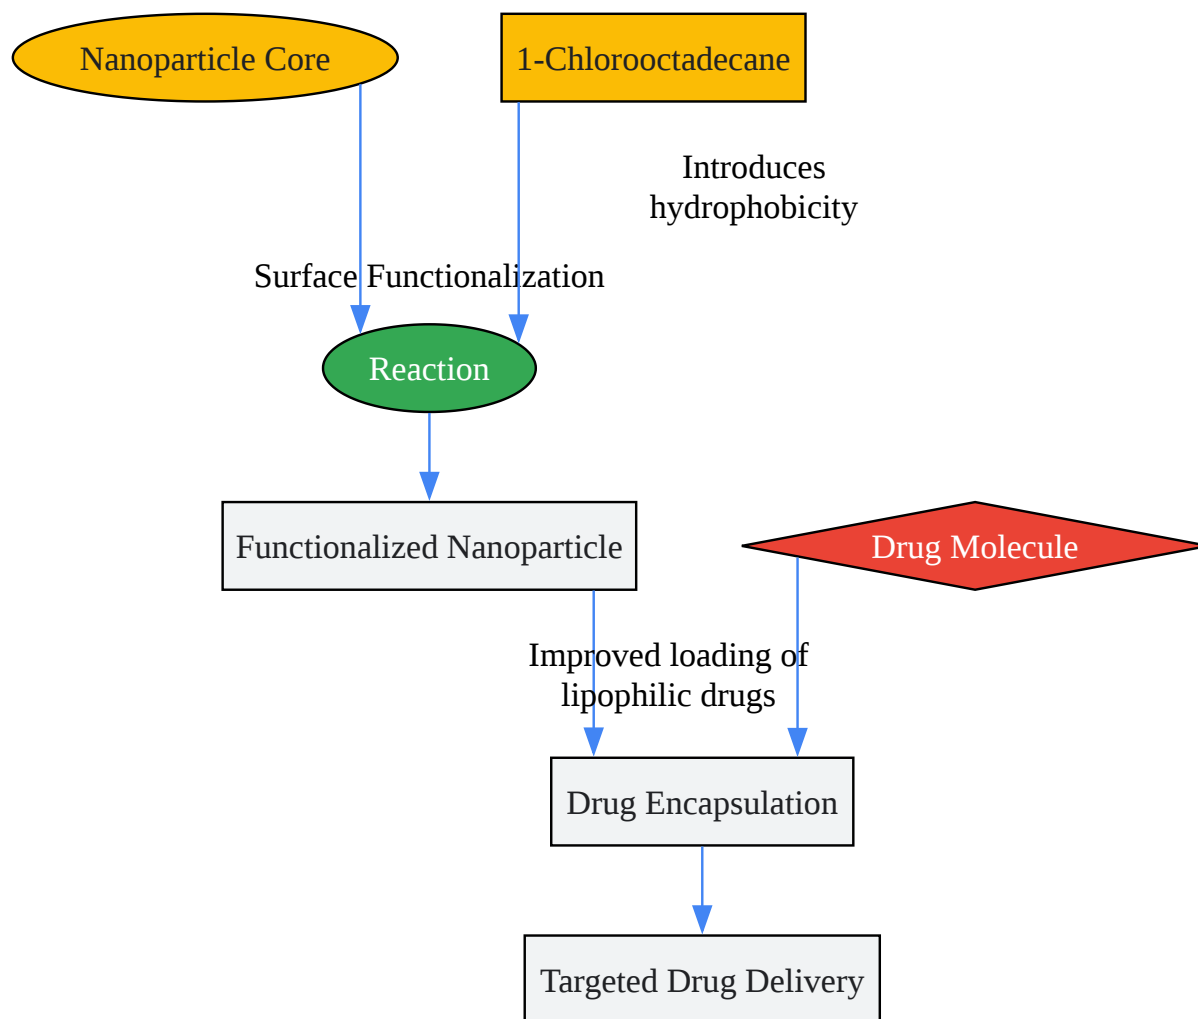 Nanoparticle Core
1-Chlorooctadecane
Introduces
hydrophobicity
Surface Functionalization
Reaction
Functionalized Nanoparticle
Drug Molecule
Improved loading of
lipophilic drugs
Drug Encapsulation
Targeted Drug Delivery